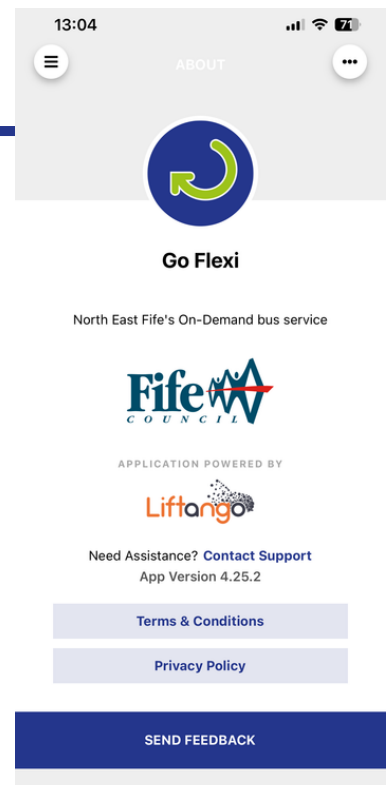 13:04
71
ABOUT
Go Flexi
North East Fife's On-Demand bus service
Fife
COUNCIL
APPLICATION POWERED BY
Liftango
Need Assistance? Contact Support
App Version 4.25.2
Terms & Conditions
Privacy Policy
SEND FEEDBACK